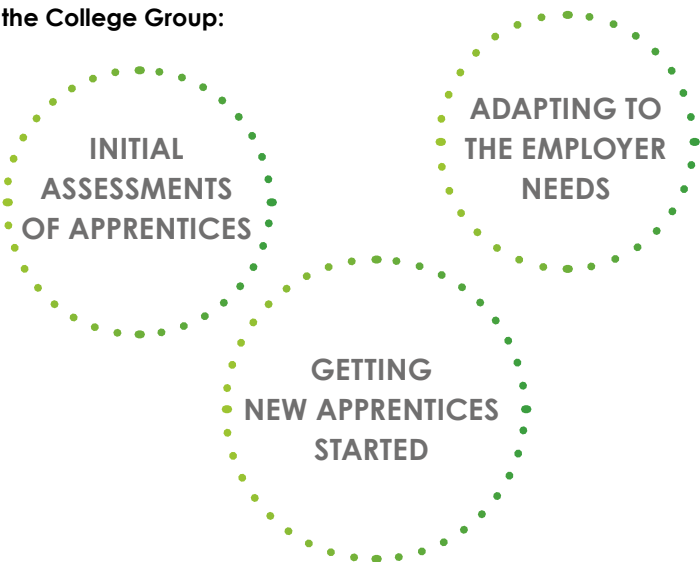 the College Group:
INITIAL
ASSESSMENTS
OF APPRENTICES
ADAPTING TO
THE EMPLOYER
NEEDS
GETTING
NEW APPRENTICES
STARTED